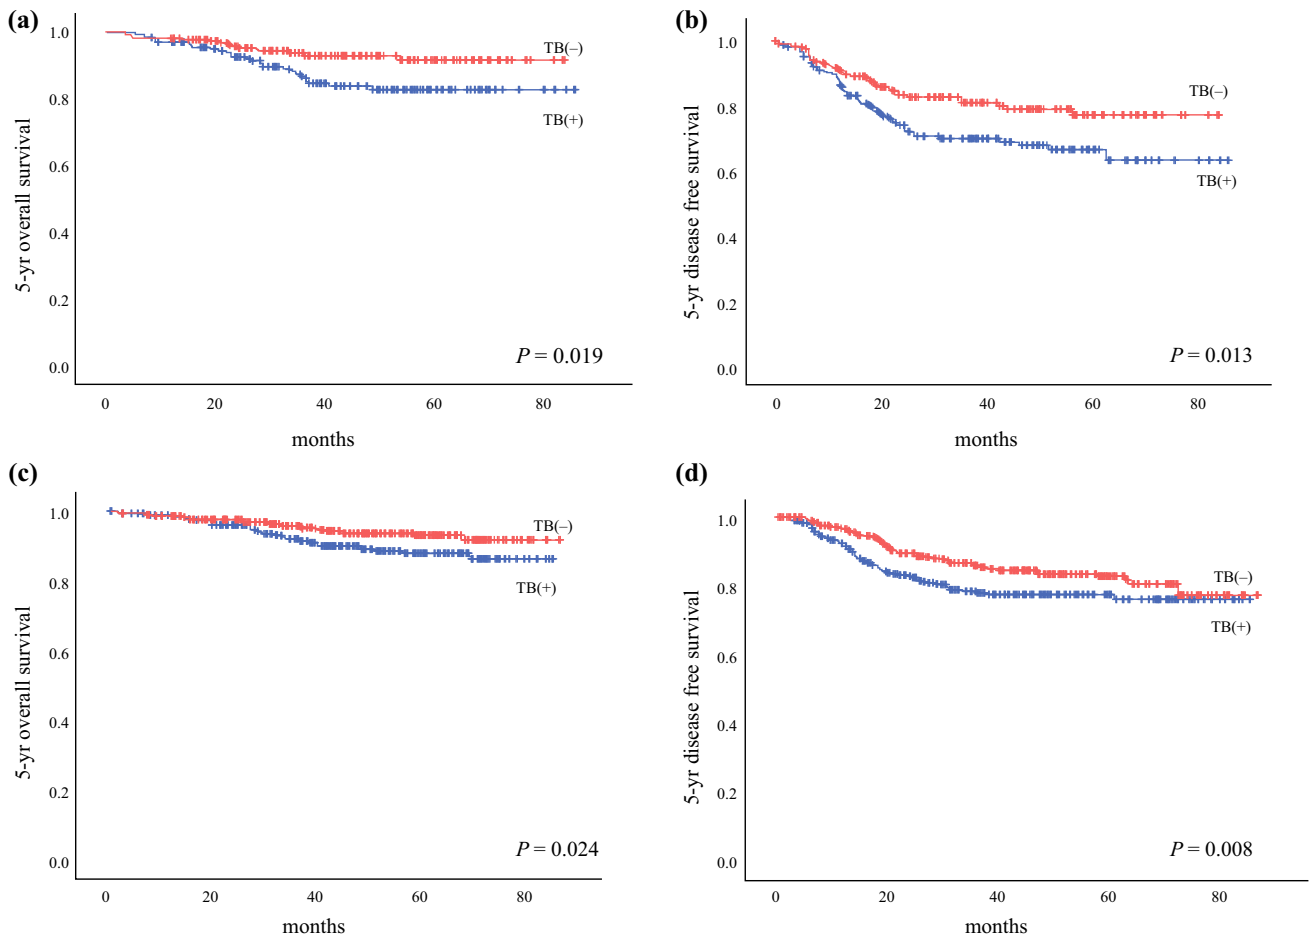 (a)
5-yr overall survival
1.0
0.8
0.6
0.4
0.2
0.0
TB(–)
TB(+)
P = 0.019
0 20 40 60 80
months
(b)
5-yr disease free survival
1.0
0.8
0.6
0.4
0.2
0.0
TB(–)
TB(+)
P = 0.013
0 20 40 60 80
months
(c)
5-yr overall survival
1.0
0.8
0.6
0.4
0.2
0.0
TB(–)
TB(+)
P = 0.024
0 20 40 60 80
months
(d)
5-yr disease free survival
1.0
0.8
0.6
0.4
0.2
0.0
TB(–)
TB(+)
P = 0.008
0 20 40 60 80
months